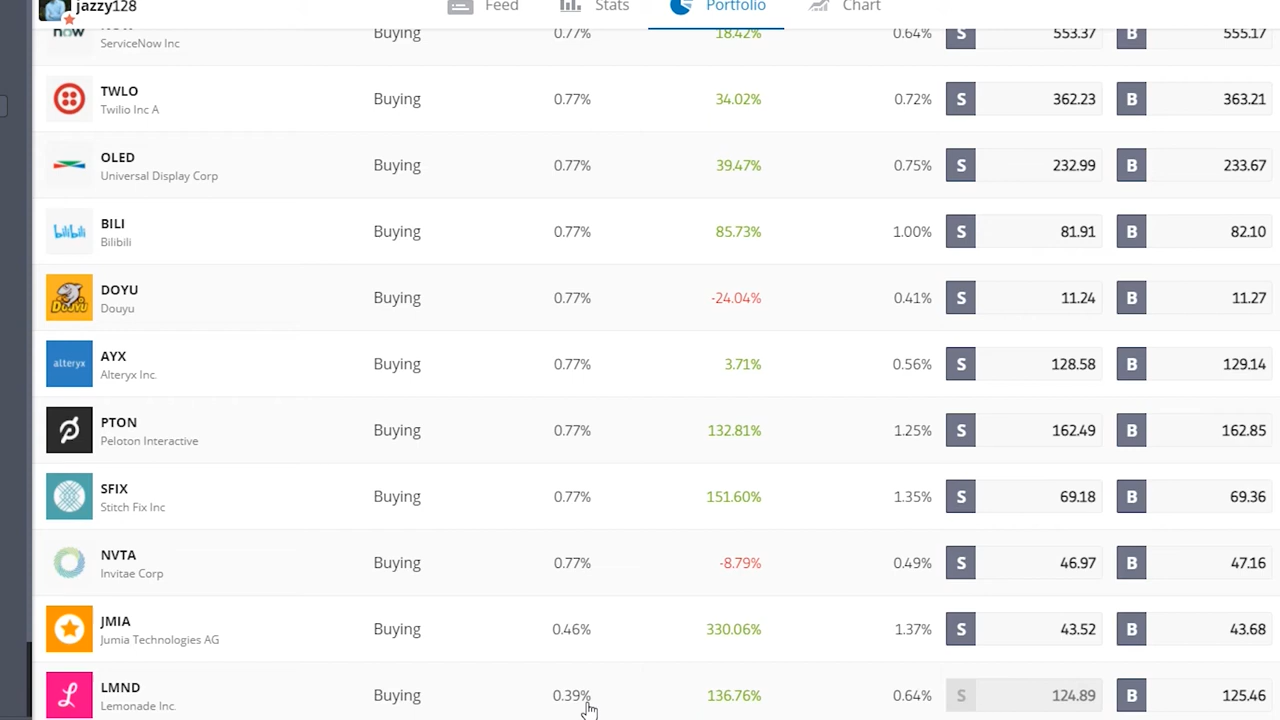 jazzy128 Feed Stats Portfolio Chart
now ServiceNow Inc 0.77% 18.42% 0.64% S 553.37 B 555.17
TWLO
Twilio Inc A Buying 0.77% 34.02% 0.72% S 362.23 B 363.21
OLED
Universal Display Corp Buying 0.77% 39.47% 0.75% S 232.99 B 233.67
bilibili BILI
Bilibili Buying 0.77% 85.73% 1.00% S 81.91 B 82.10
DOUYU DOYU
Douyu Buying 0.77% -24.04% 0.41% S 11.24 B 11.27
alteryx AYX
Alteryx Inc. Buying 0.77% 3.71% 0.56% S 128.58 B 129.14
PTON
Peloton Interactive Buying 0.77% 132.81% 1.25% S 162.49 B 162.85
SFIX
Stitch Fix Inc Buying 0.77% 151.60% 1.35% S 69.18 B 69.36
NVTA
Invitae Corp Buying 0.77% -8.79% 0.49% S 46.97 B 47.16
JMIA
Jumia Technologies AG Buying 0.46% 330.06% 1.37% S 43.52 B 43.68
LMND
Lemonade Inc. Buying 0.39% 136.76% 0.64% S 124.89 B 125.46